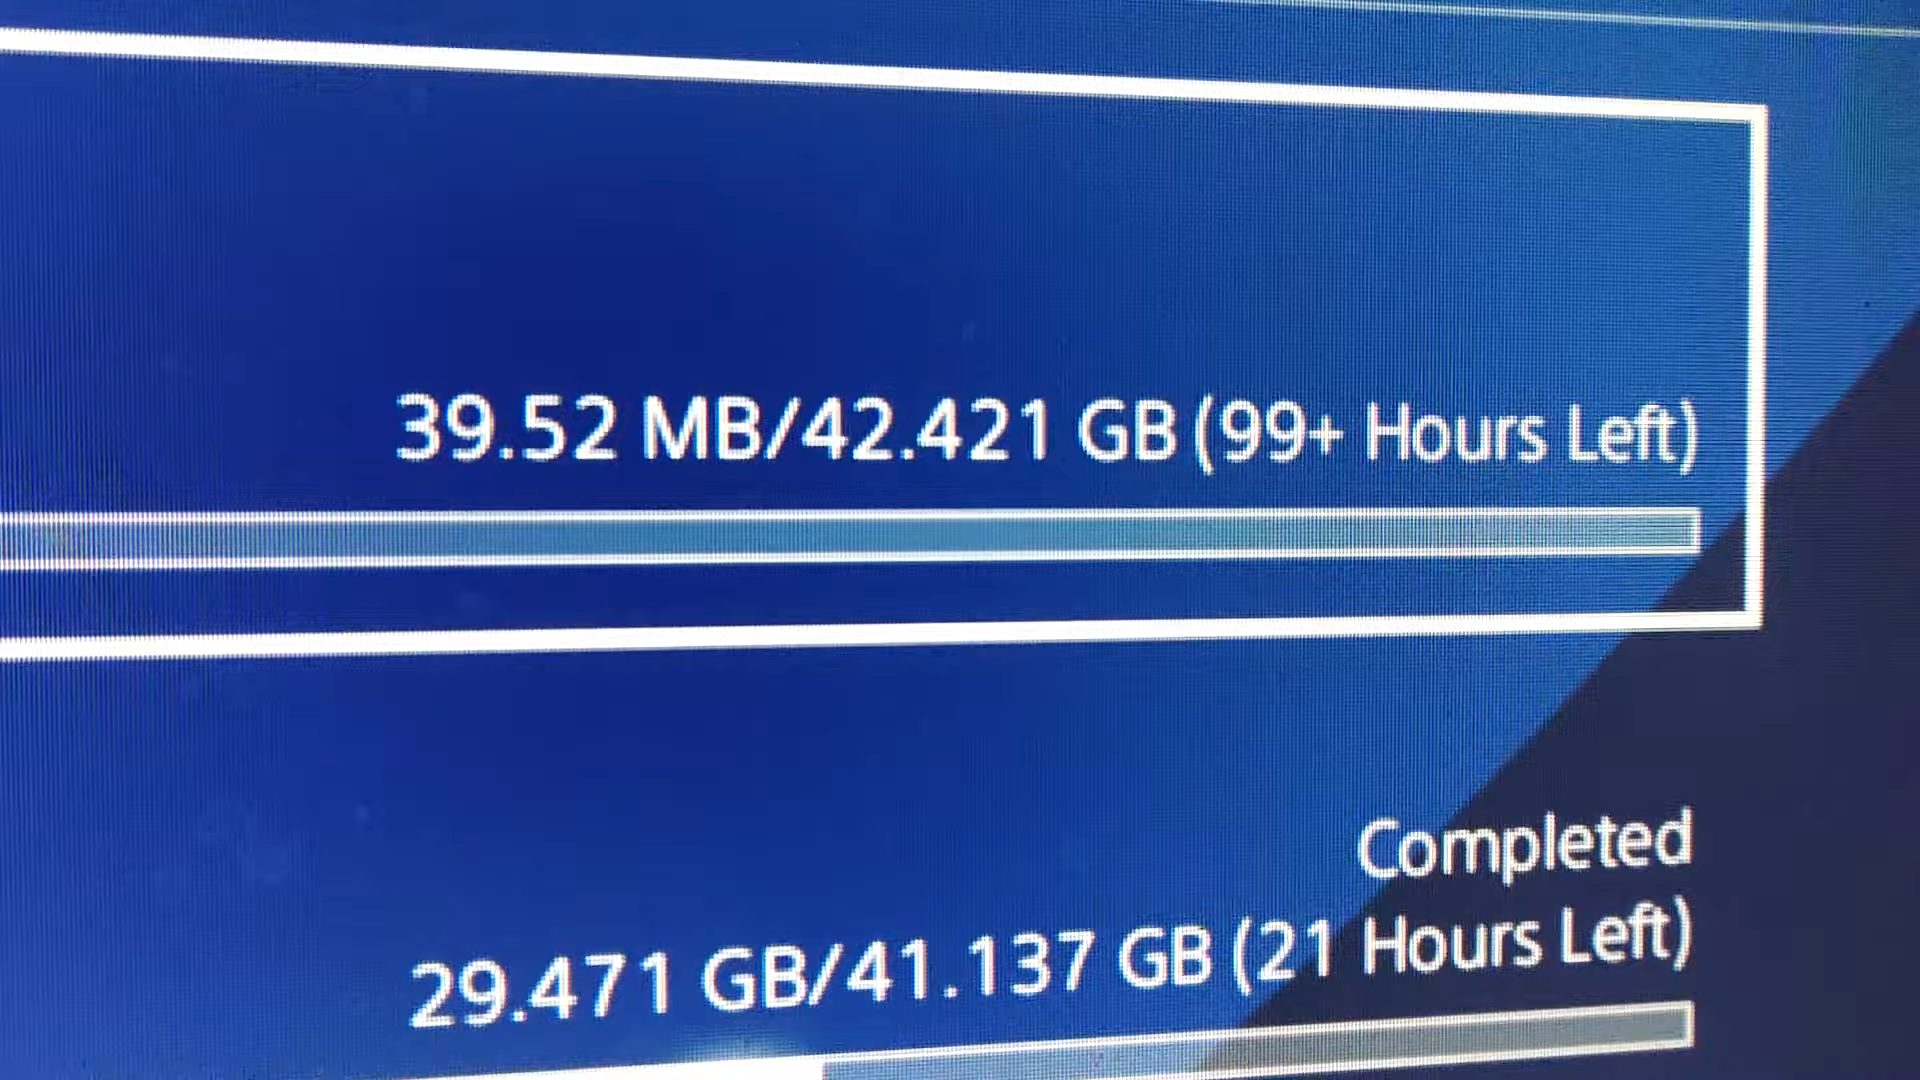 39.52 MB/42.421 GB (99+ Hours Left)
Completed
29.471 GB/41.137 GB (21 Hours Left)